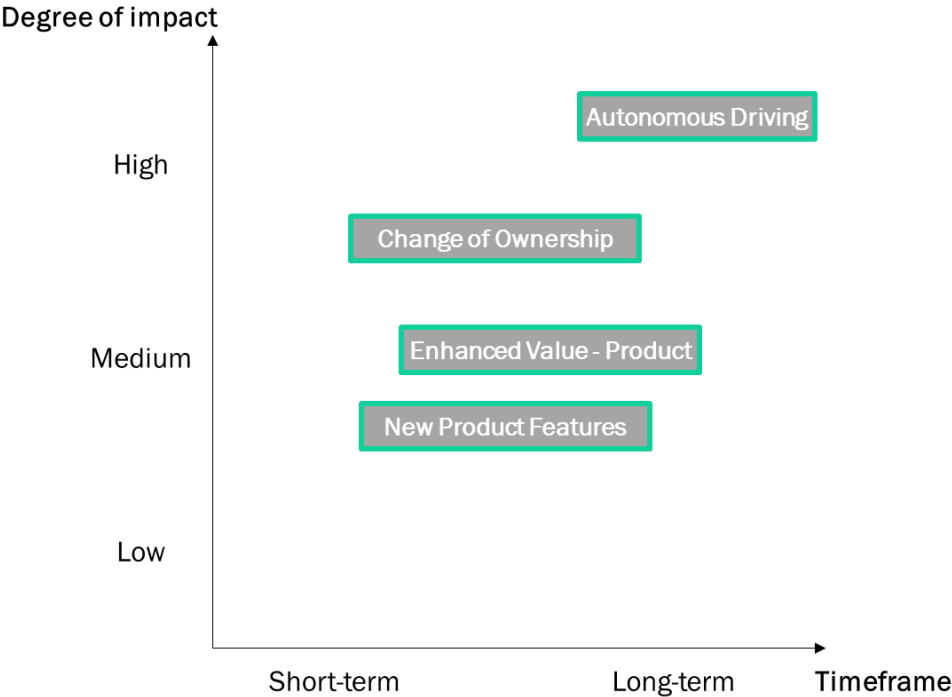 Degree of impact
Autonomous Driving
High
Change of Ownership
Medium
Enhanced Value - Product
New Product Features
Low
Short-term
Long-term
Timeframe